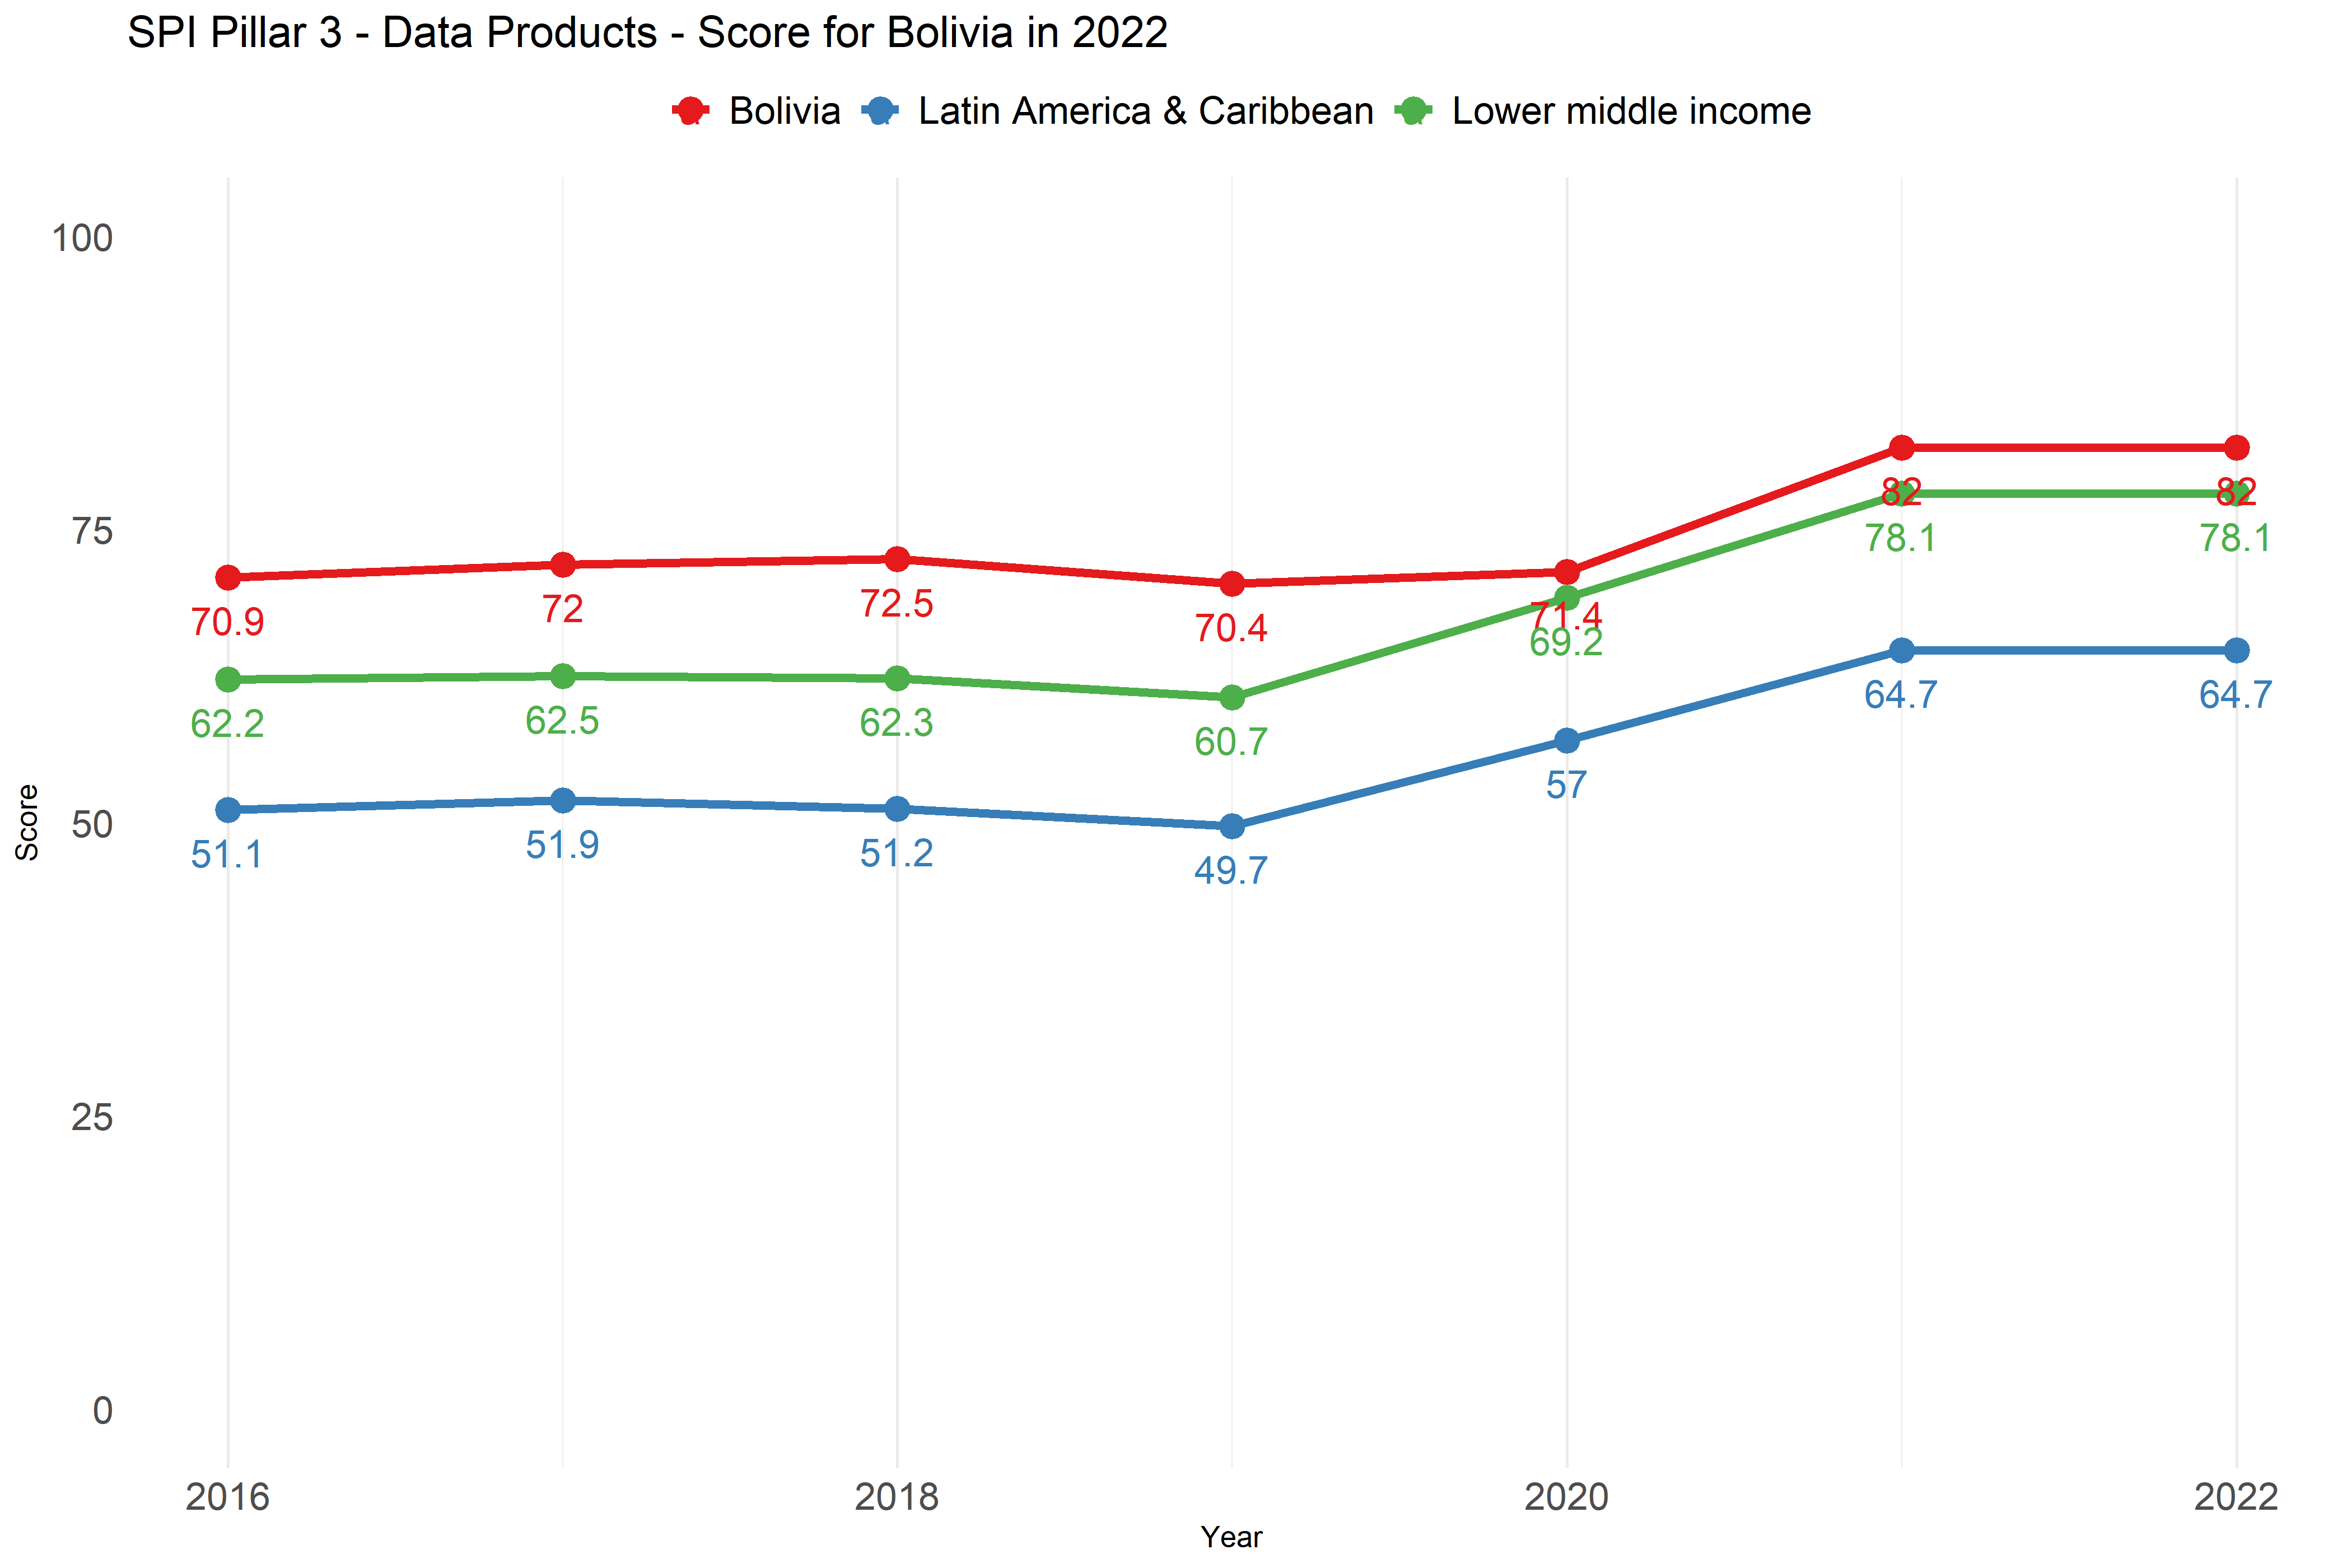 SPI Pillar 3 - Data Products - Score for Bolivia in 2022
Bolivia Latin America & Caribbean Lower middle income
100
75
50
25
0
Score
82 82
78.1 78.1
70.9 72 72.5 70.4 71.4
69.2
62.2 62.5 62.3 60.7
64.7 64.7
57
51.1 51.9 51.2 49.7
2016 2018 2020 2022
Year